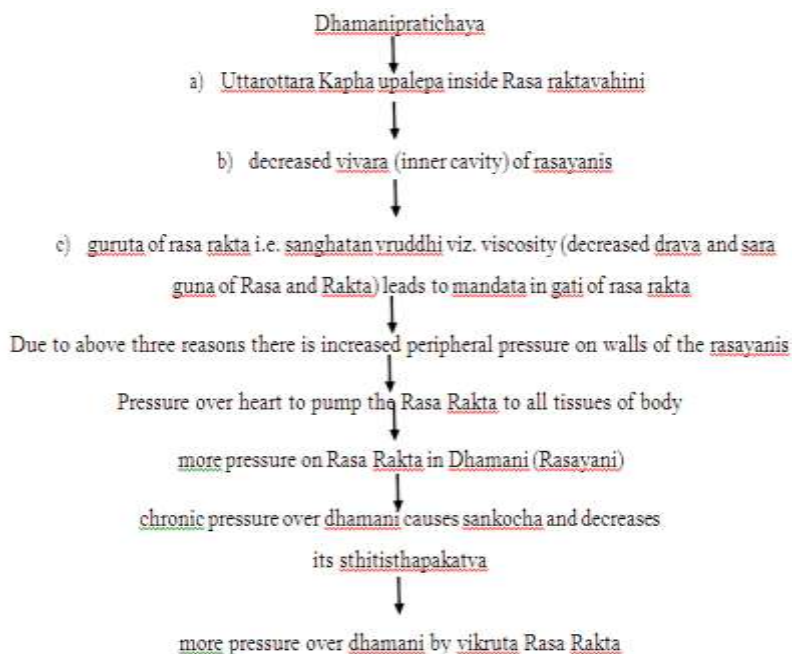 Dhamanipratichaya
a) Uttarottara Kapha upalepa inside Rasa raktavahini
b) decreased vivara (inner cavity) of rasayanis
c) guruta of rasa rakta i.e. sanghatan vruddhi viz. viscosity (decreased drava and sara
guna of Rasa and Rakta) leads to mandata in gati of rasa rakta
Due to above three reasons there is increased peripheral pressure on walls of the rasayanis
Pressure over heart to pump the Rasa Rakta to all tissues of body
more pressure on Rasa Rakta in Dhamani (Rasayani)
chronic pressure over dhamani causes sankocha and decreases
its sthitisthapakatva
more pressure over dhamani by vikruta Rasa Rakta